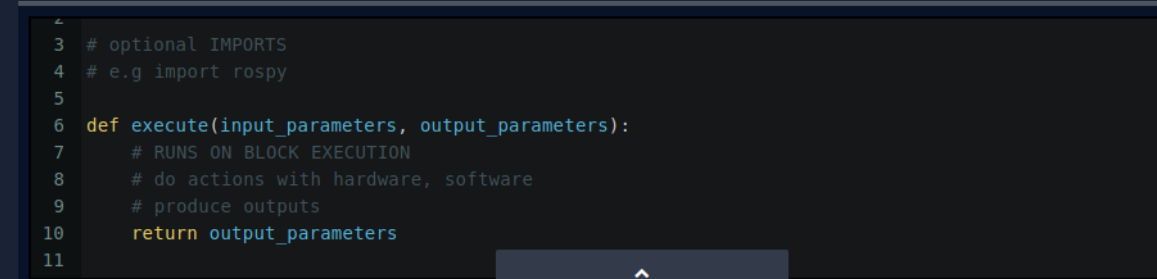 3 # optional IMPORTS
4 # e.g import rospy
5
6 def execute(input_parameters, output_parameters):
7     # RUNS ON BLOCK EXECUTION
8     # do actions with hardware, software
9     # produce outputs
10     return output_parameters
11